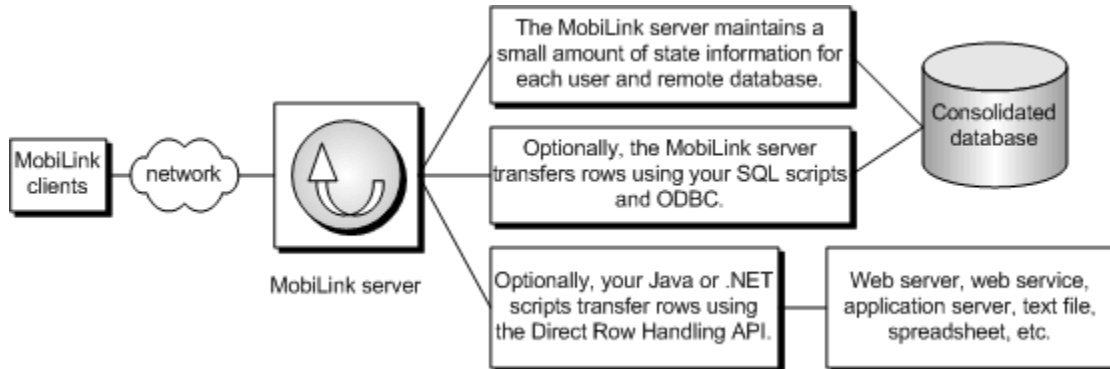 The MobiLink server maintains a
small amount of state information for
each user and remote database.
Consolidated
database
MobiLink
clients
network
Optionally, the MobiLink server
transfers rows using your SQL scripts
and ODBC.
MobiLink server
Optionally, your Java or .NET
scripts transfer rows using
the Direct Row Handling API.
Web server, web service,
application server, text file,
spreadsheet, etc.